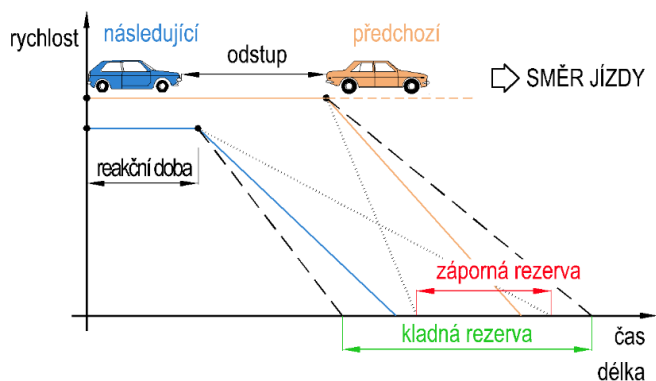 rychlost
následující
odstup
předchozí
SMĚR JÍZDY
reakční doba
záporná rezerva
kladná rezerva
čas
délka